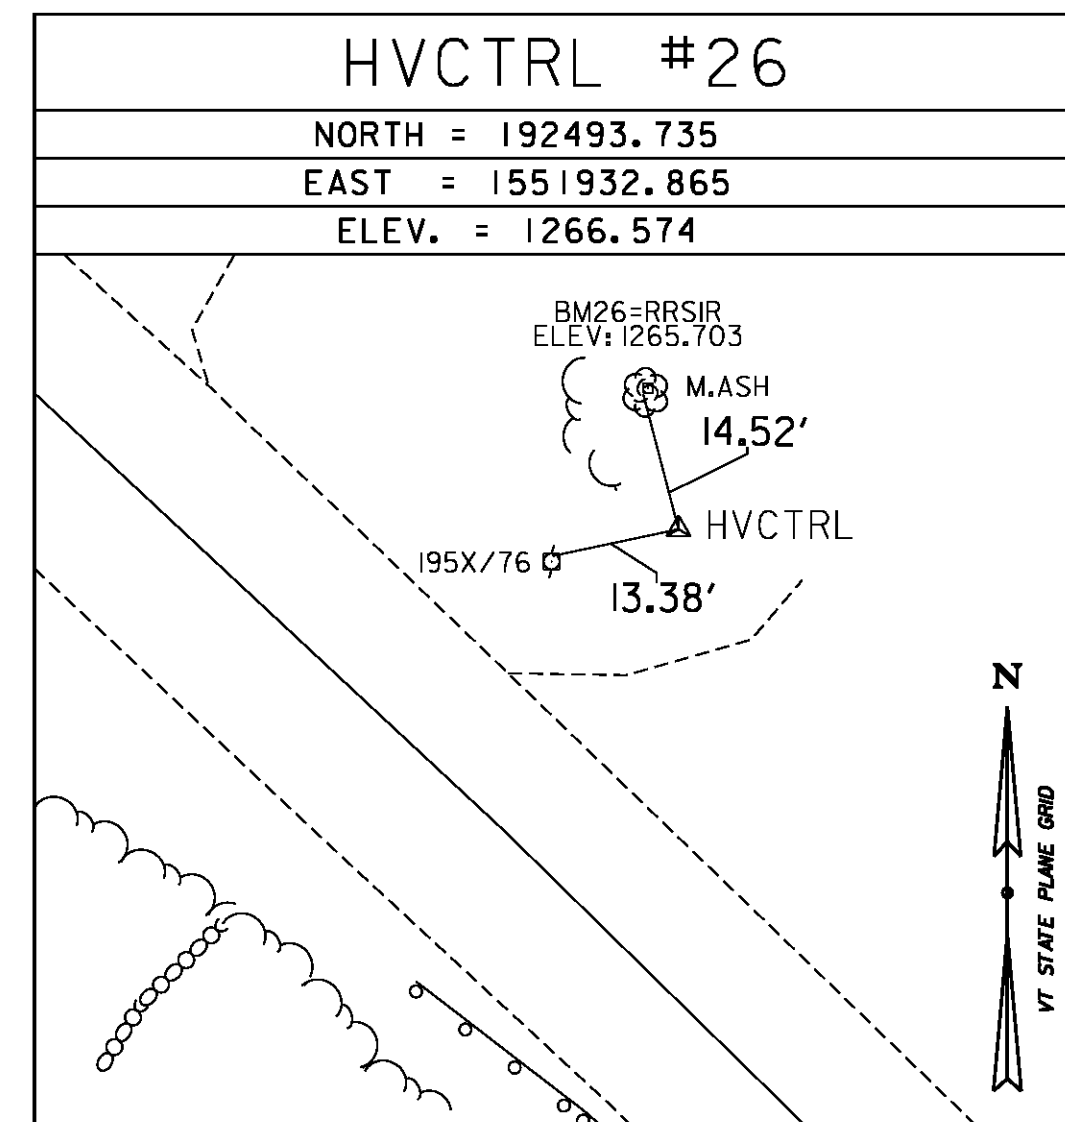 HVCTRL #26
NORTH = 192493.735
EAST = 1551932.865
ELEV. = 1266.574
BM26=RRSIR
ELEV: 1265.703
M.ASH
14.52'
HVCTRL
195X/76
13.38'
N
VT STATE PLANE GRID